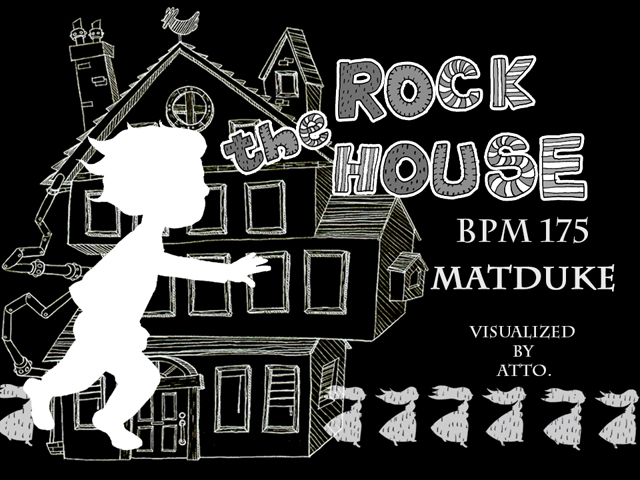 the ROCK
HOUSE
BPM 175
MATDUKE
VISUALIZED
BY
ATTO.